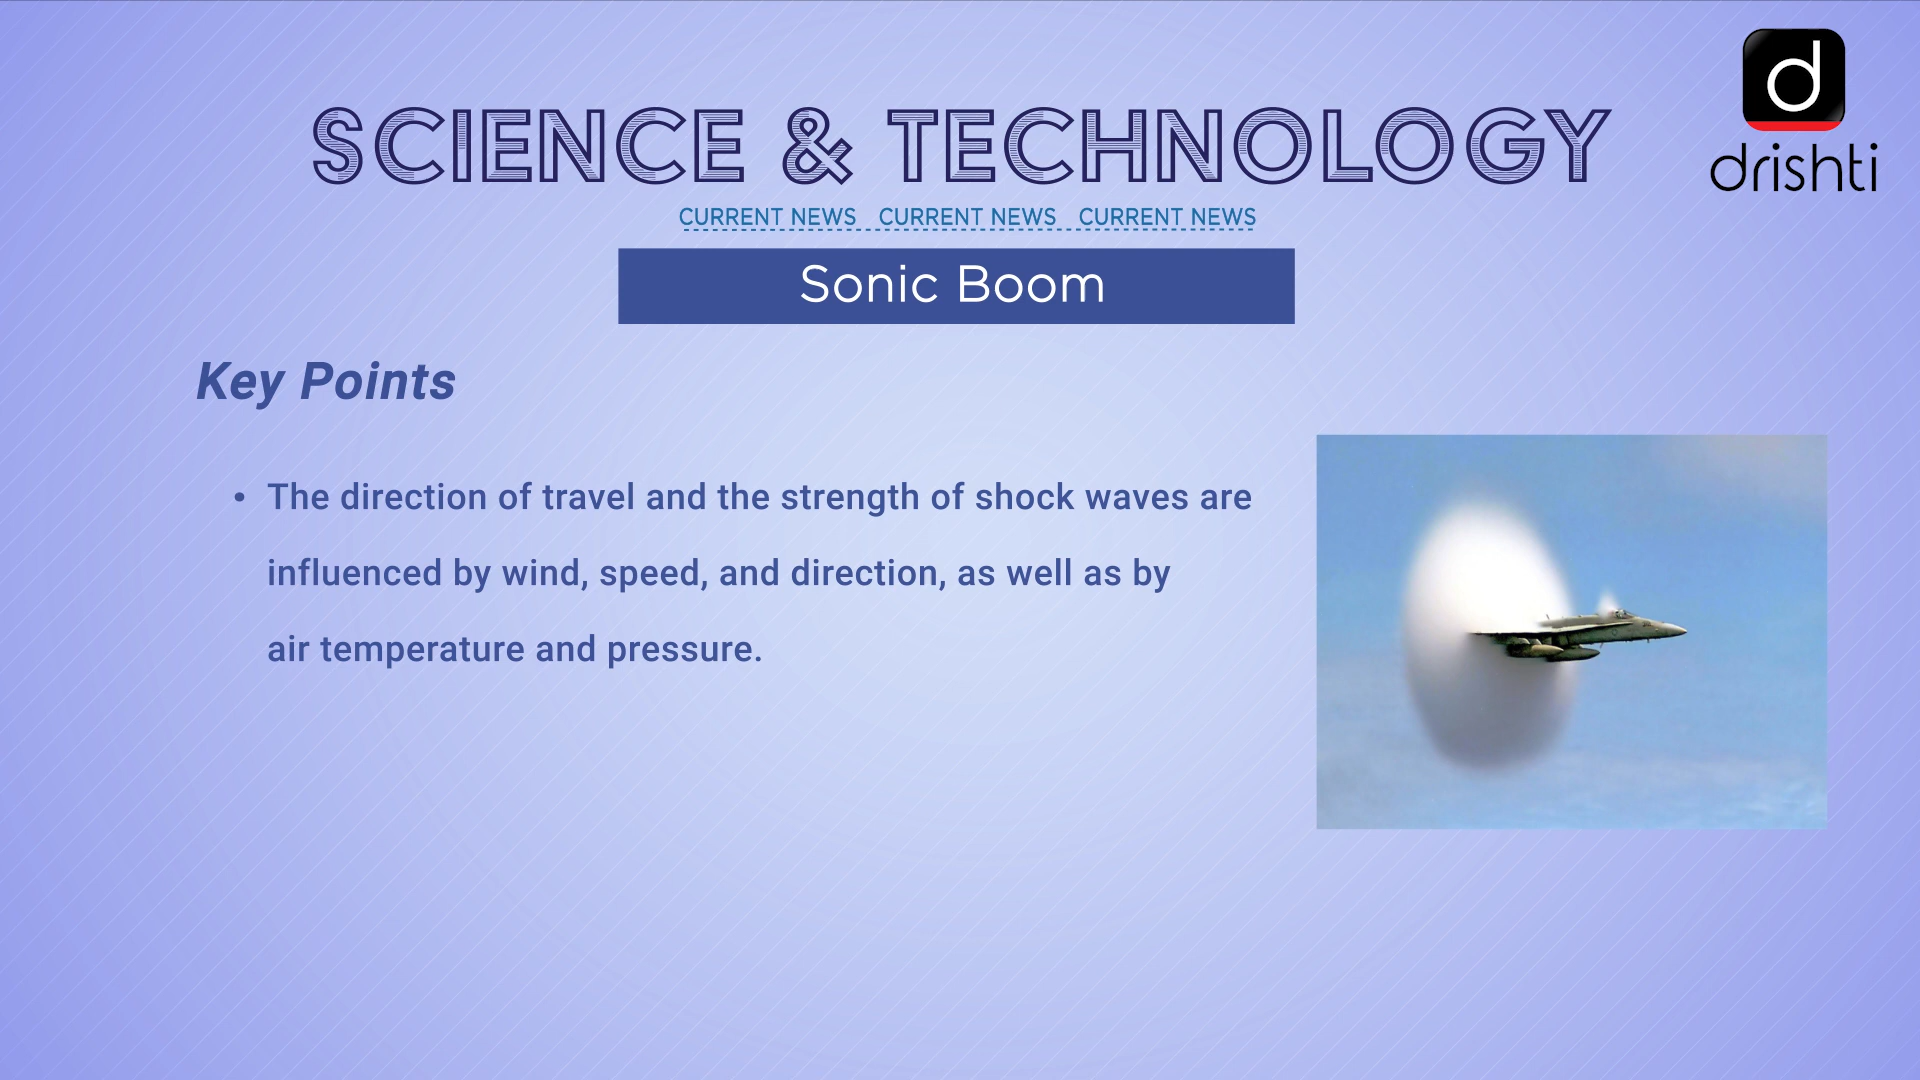 d
drishti
SCIENCE & TECHNOLOGY
CURRENT NEWS CURRENT NEWS CURRENT NEWS
Sonic Boom
Key Points
• The direction of travel and the strength of shock waves are
influenced by wind, speed, and direction, as well as by
air temperature and pressure.